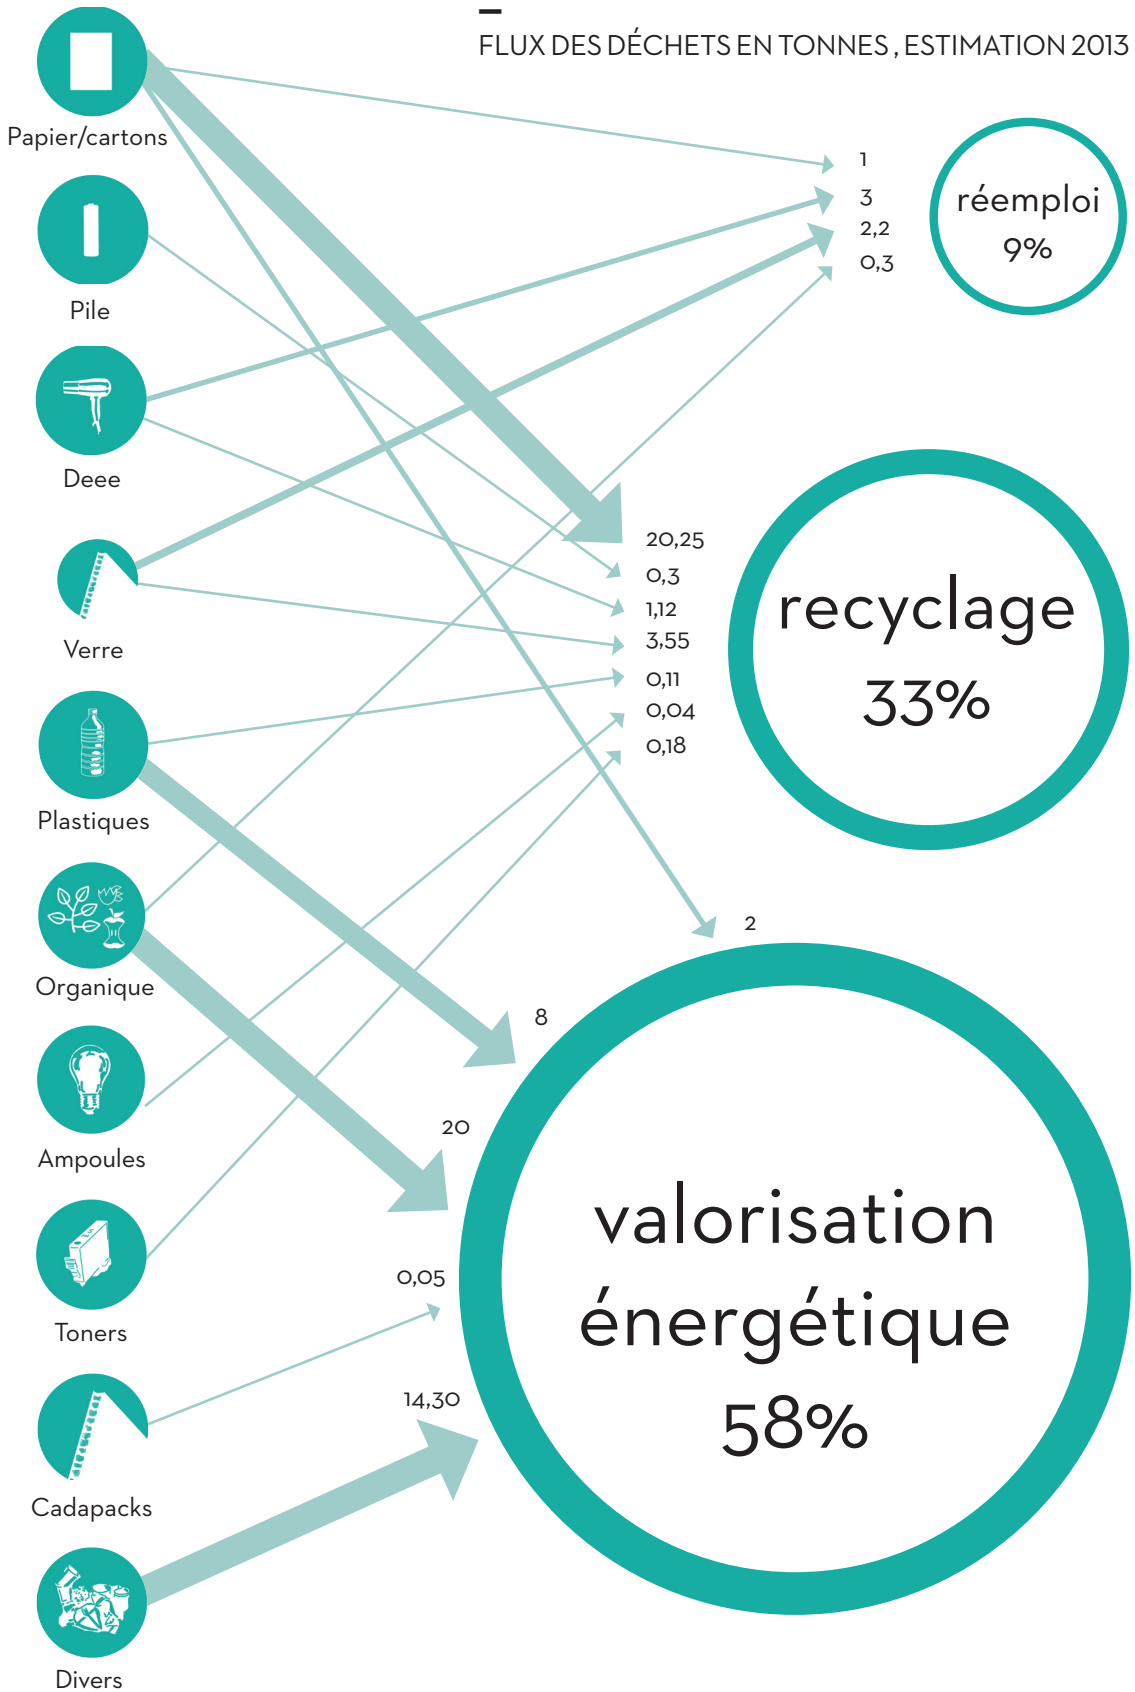 FLUX DES DÉCHETS EN TONNES, ESTIMATION 2013
Papier/cartons
Pile
Deee
Verre
Plastiques
Organique
Ampoules
Toners
Cadapacks
Divers
1
3
2,2
0,3
réemploi
9%
20,25
0,3
1,12
3,55
0,11
0,04
0,18
recyclage
33%
2
8
20
0,05
14,30
valorisation
énergétique
58%